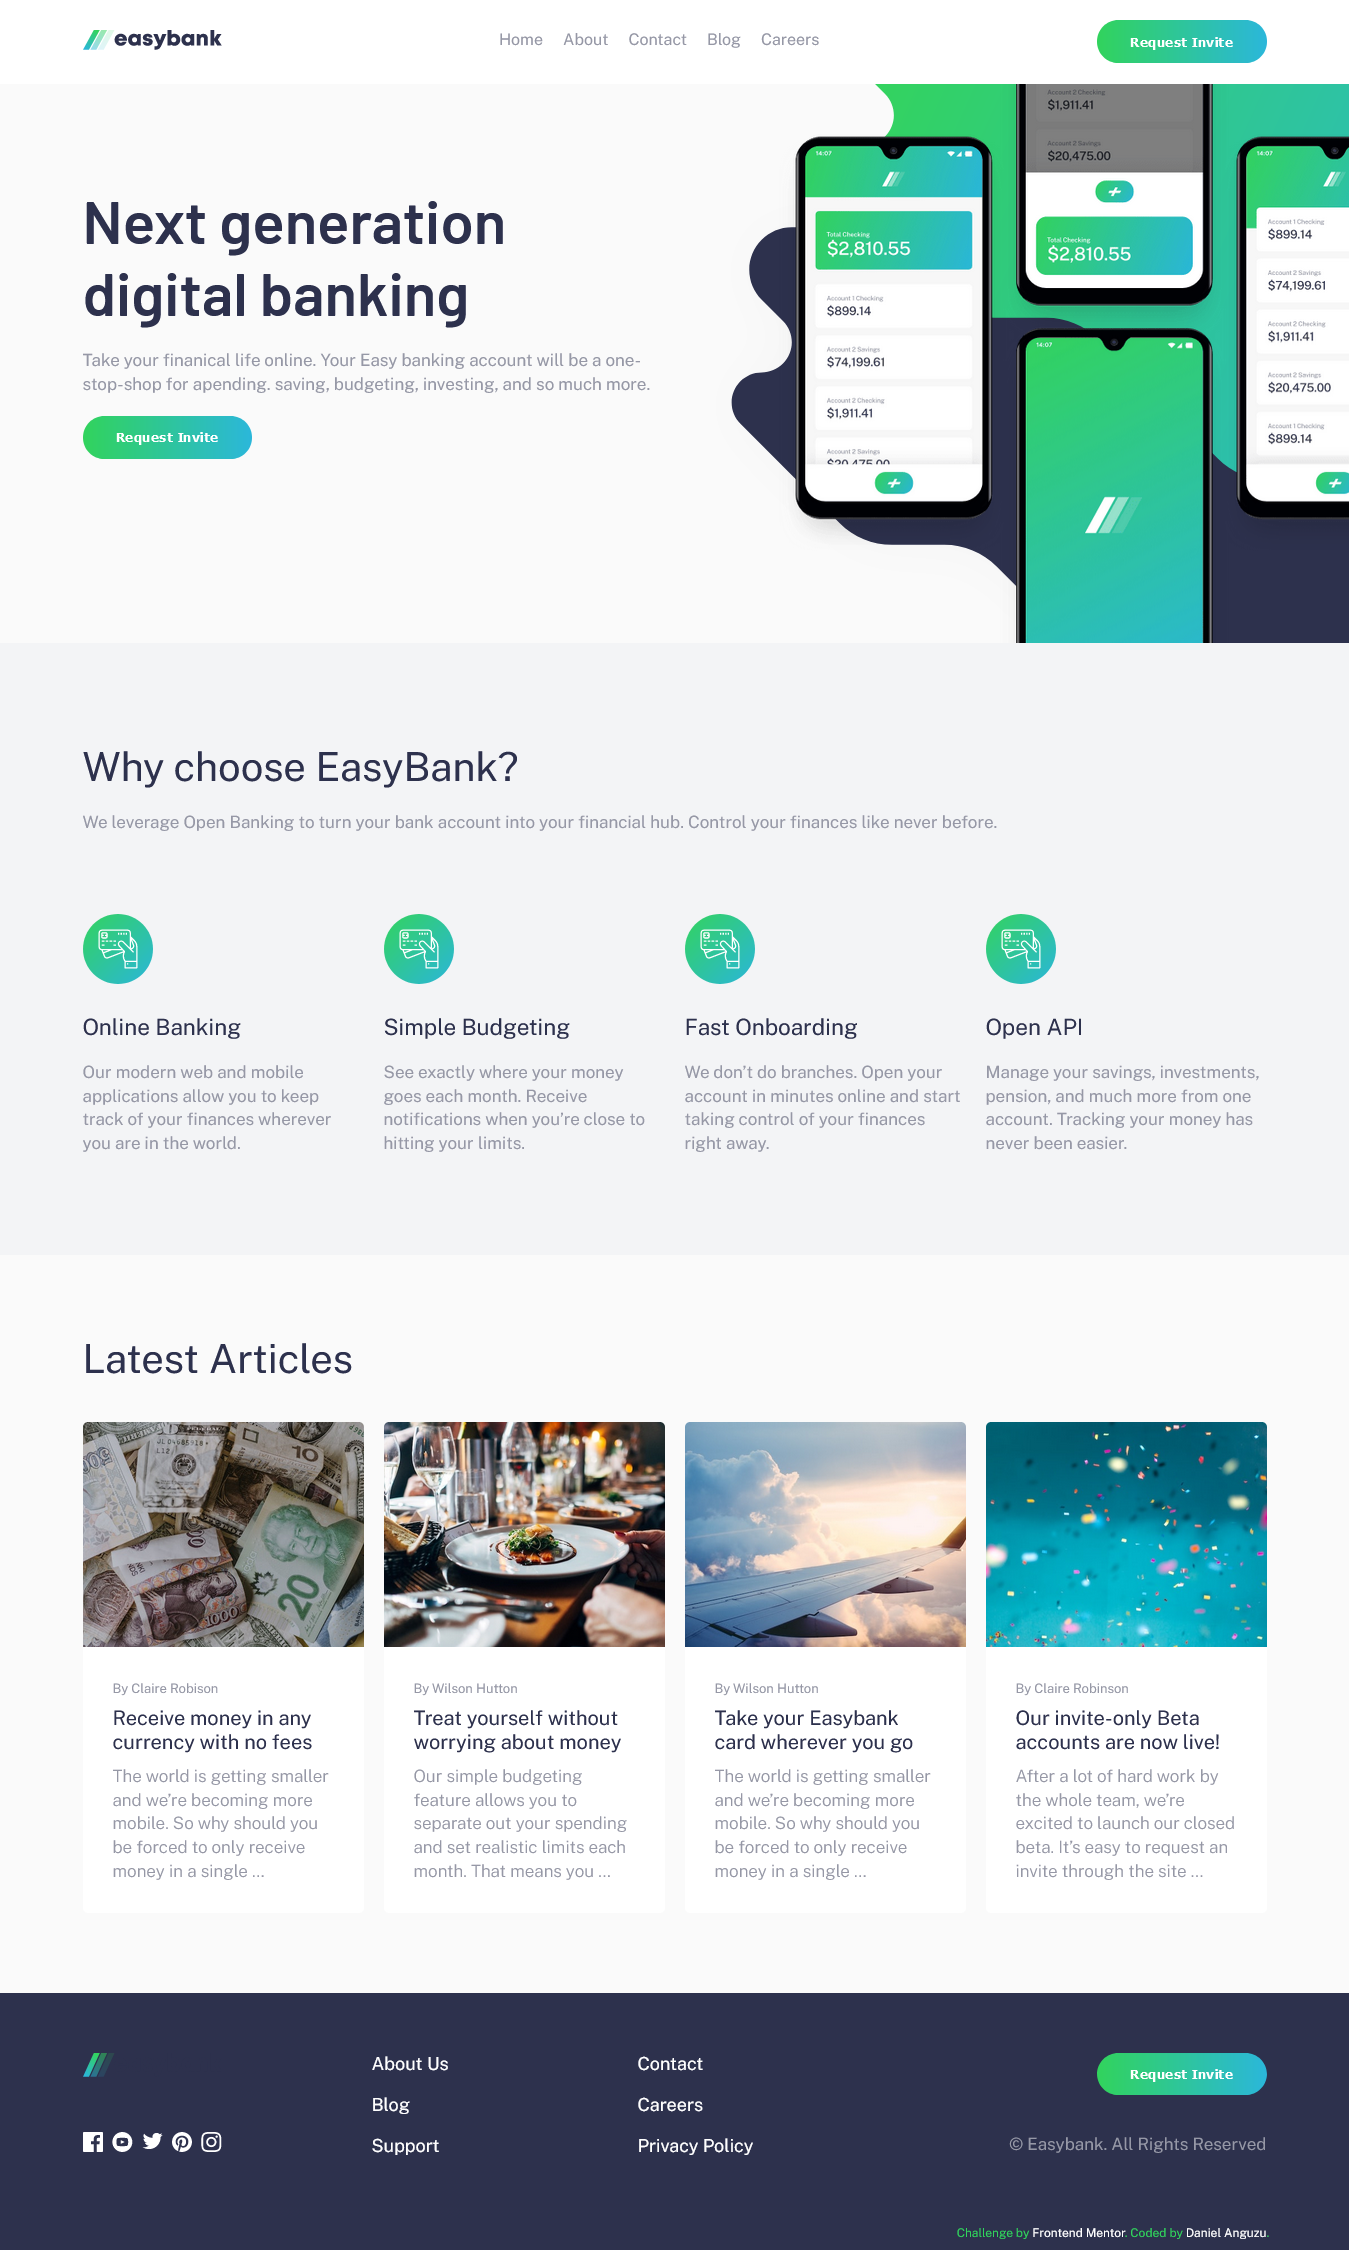 easybank
Home About Contact Blog Careers
Request Invite
Next generation
digital banking
Take your finanical life online. Your Easy banking account will be a one-
stop-shop for apending. saving, budgeting, investing, and so much more.
Request Invite
Account 2 Checking
$1,911.41
Account 2 Savings
$20,475.00
Total Checking
$2,810.55
14:07
Total Checking
$2,810.55
Account 1 Checking
$899.14
Account 2 Savings
$74,199.61
Account 2 Checking
$1,911.41
Account 2 Savings
$20,475.00
14:07
14:07
Account 1 Checking
$899.14
Account 2 Savings
$74,199.61
Account 2 Checking
$1,911.41
Account 2 Savings
$20,475.00
Account 1 Checking
$899.14
Why choose EasyBank?
We leverage Open Banking to turn your bank account into your financial hub. Control your finances like never before.
Online Banking
Our modern web and mobile
applications allow you to keep
track of your finances wherever
you are in the world.
Simple Budgeting
See exactly where your money
goes each month. Receive
notifications when you’re close to
hitting your limits.
Fast Onboarding
We don’t do branches. Open your
account in minutes online and start
taking control of your finances
right away.
Open API
Manage your savings, investments,
pension, and much more from one
account. Tracking your money has
never been easier.
Latest Articles
10
20
1000
By Claire Robison
Receive money in any
currency with no fees
The world is getting smaller
and we’re becoming more
mobile. So why should you
be forced to only receive
money in a single ...
By Wilson Hutton
Treat yourself without
worrying about money
Our simple budgeting
feature allows you to
separate out your spending
and set realistic limits each
month. That means you ...
By Wilson Hutton
Take your Easybank
card wherever you go
The world is getting smaller
and we’re becoming more
mobile. So why should you
be forced to only receive
money in a single ...
By Claire Robinson
Our invite-only Beta
accounts are now live!
After a lot of hard work by
the whole team, we’re
excited to launch our closed
beta. It’s easy to request an
invite through the site ...
About Us
Blog
Support
Contact
Careers
Privacy Policy
Request Invite
© Easybank. All Rights Reserved
Challenge by Frontend Mentor. Coded by Daniel Anguzu.